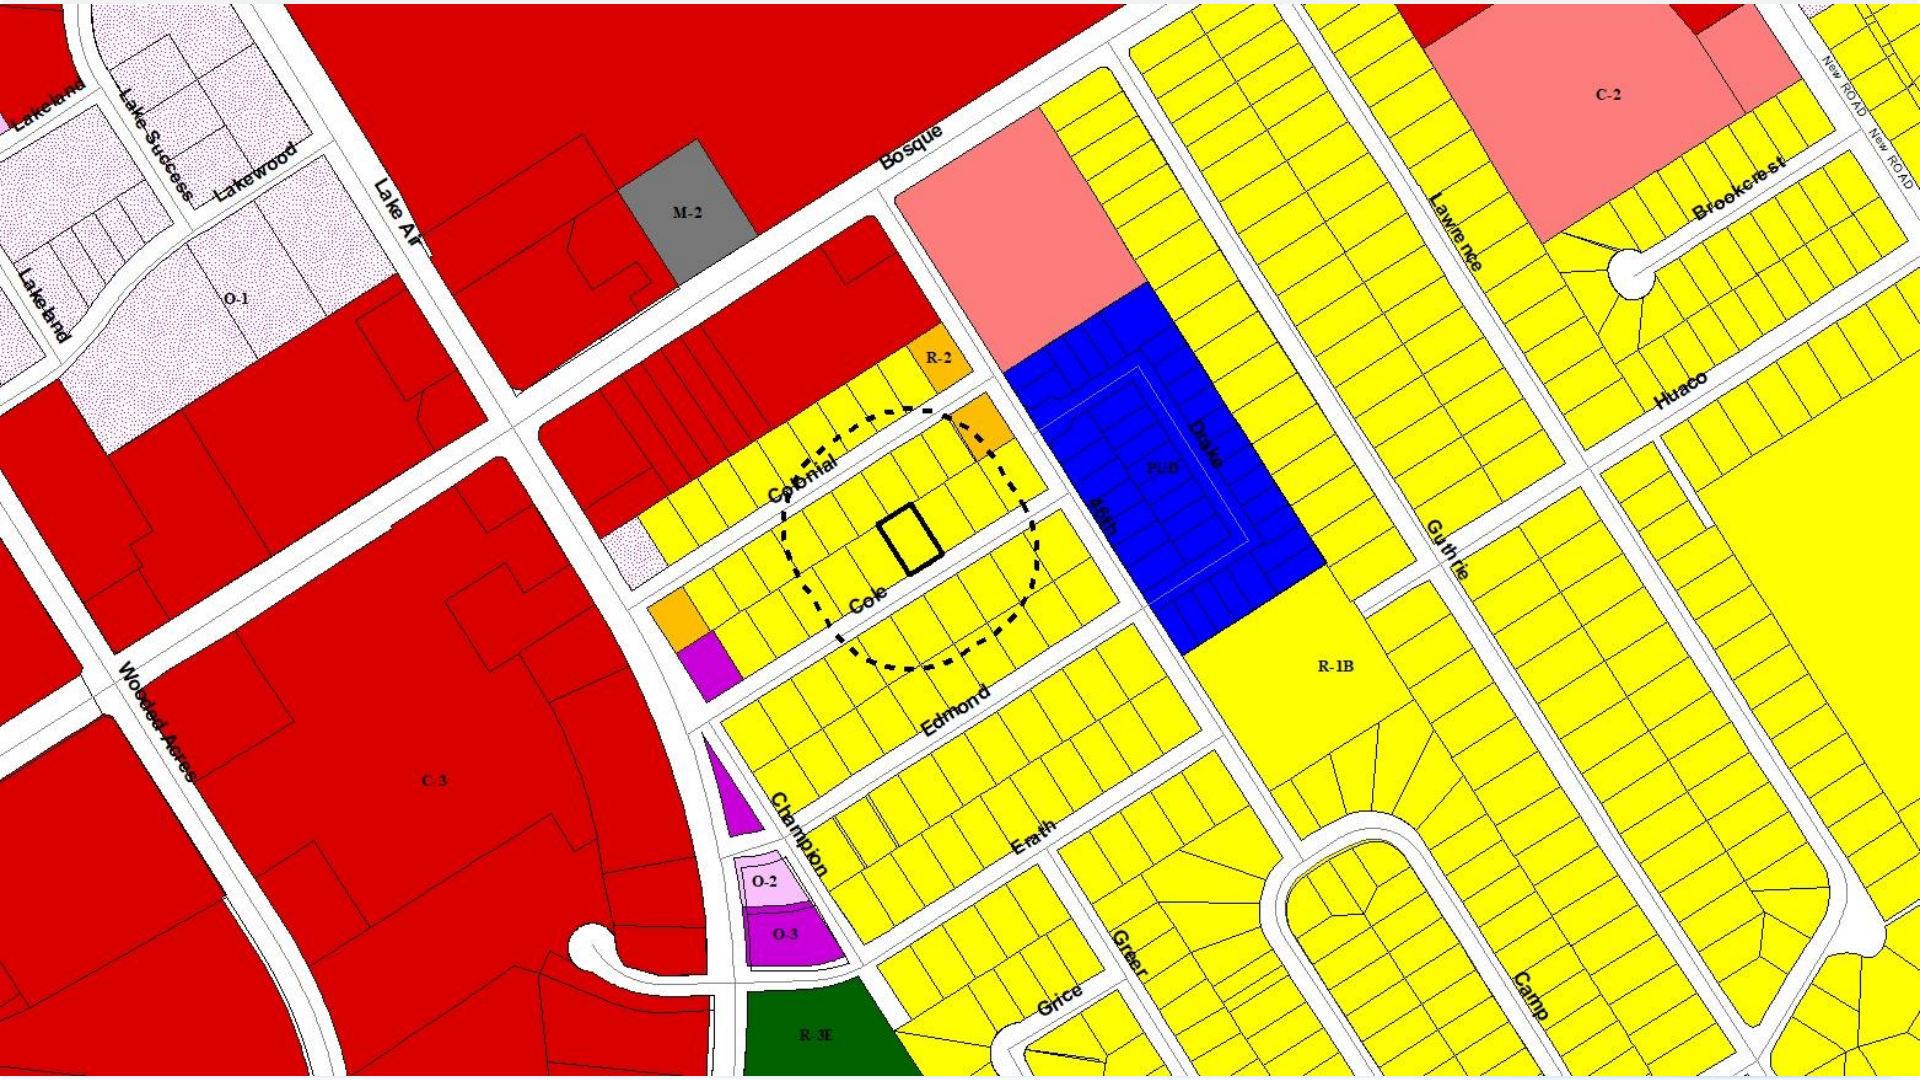 New ROAD
New ROAD
Lakeland
Lake Success
C-2
Bosque
Lakewood
Brookcrest
Lake Air
M-2
Lawrence
Lakeland
O-1
R-2
Huaco
Drake
Colonial
PUD
46th
Guthrie
Cole
R-1B
Edmond
Wooded Acres
C-3
Champion
Erath
O-2
O-3
Greer
Grice
Camp
R-3E